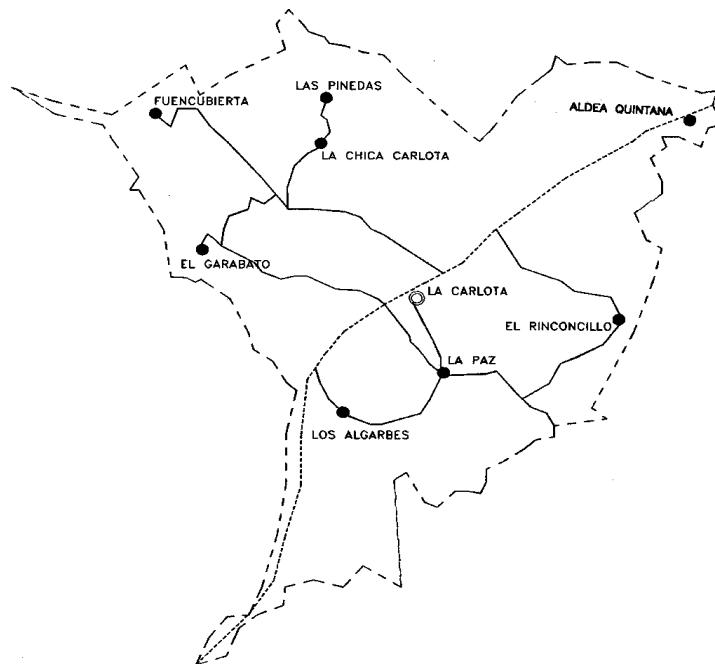 LAS PINEDAS
FUENCUBIERTA
ALDEA QUINTANA
LA CHICA CARLOTA
EL GARABATO
LA CARLOTA
EL RINCONCILLO
LA PAZ
LOS ALGARBES